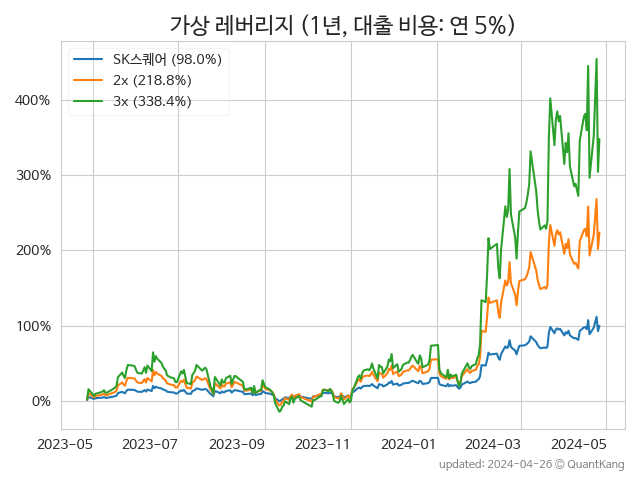 가상 레버리지 (1년, 대출 비용: 연 5%)
SK스퀘어 (98.0%)
2x (218.8%)
3x (338.4%)
400%
300%
200%
100%
0%
2023-05 2023-07 2023-09 2023-11 2024-01 2024-03 2024-05
updated: 2024-04-26 © QuantKang